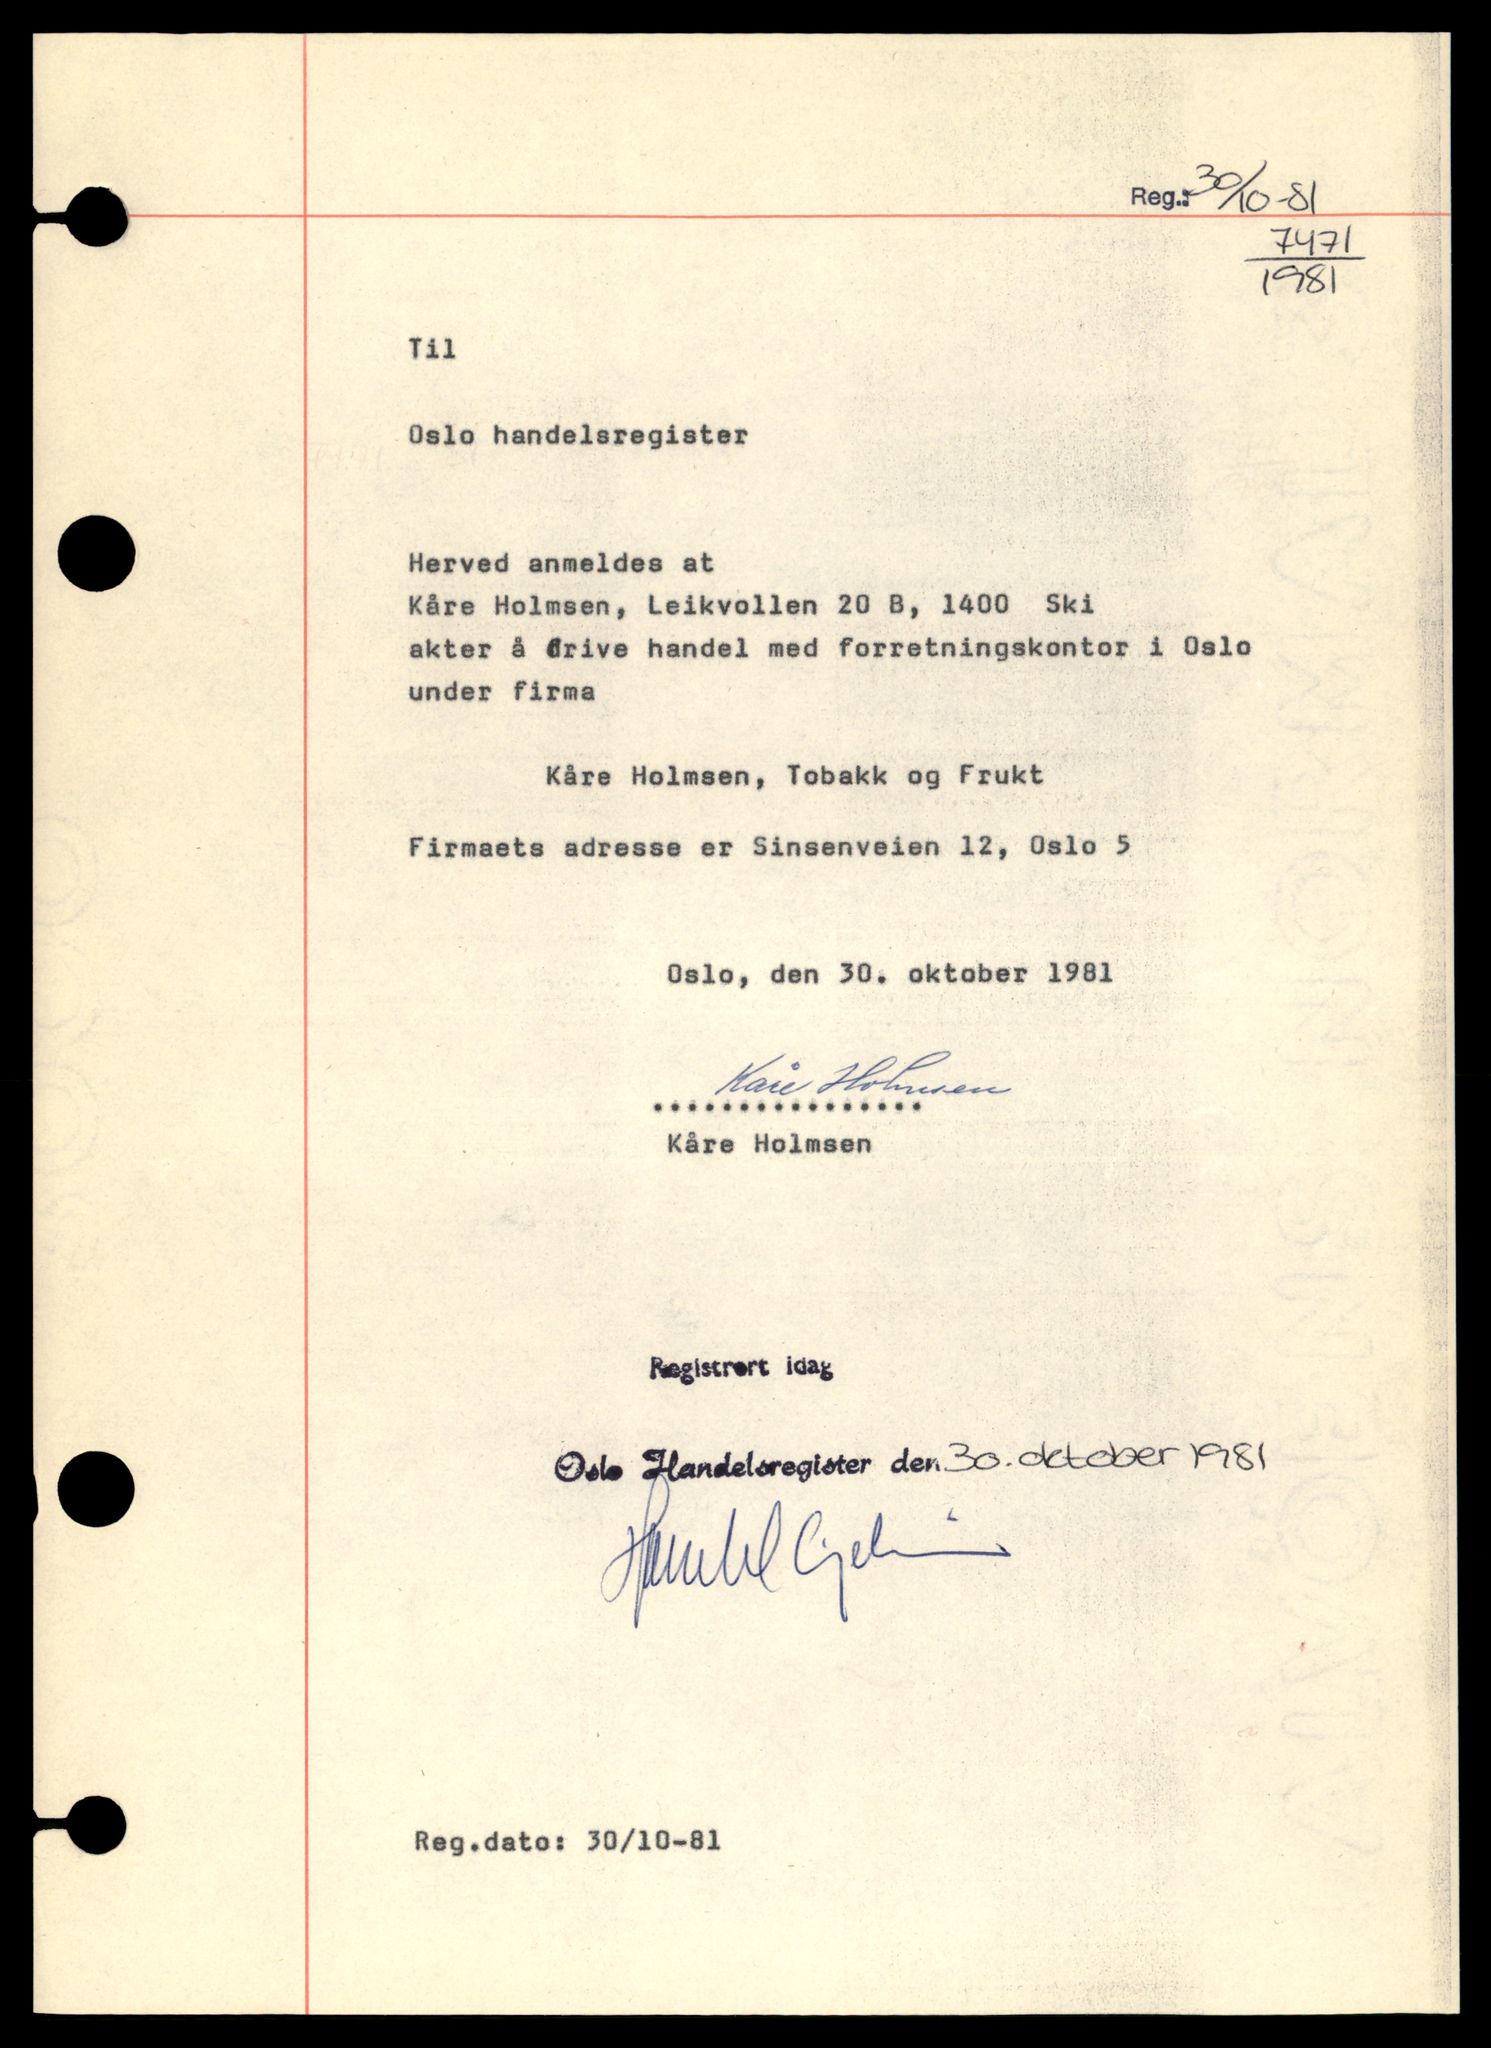 Reg.: 30/10-81
7471
1981
Til
Oslo handelsregister
Herved anmeldes at
Kåre Holmsen, Leikvollen 20 B, 1400 Ski
akter å drive handel med forretningskontor i Oslo
under firma
Kåre Holmsen, Tobakk og Frukt
Firmaets adresse er Sinsenveien 12, Oslo 5
Oslo, den 30. oktober 1981
Kåre Holmsen
................
Kåre Holmsen
Registrert idag
Oslo Handelsregister den 30. oktober 1981
Reg.dato: 30/10-81